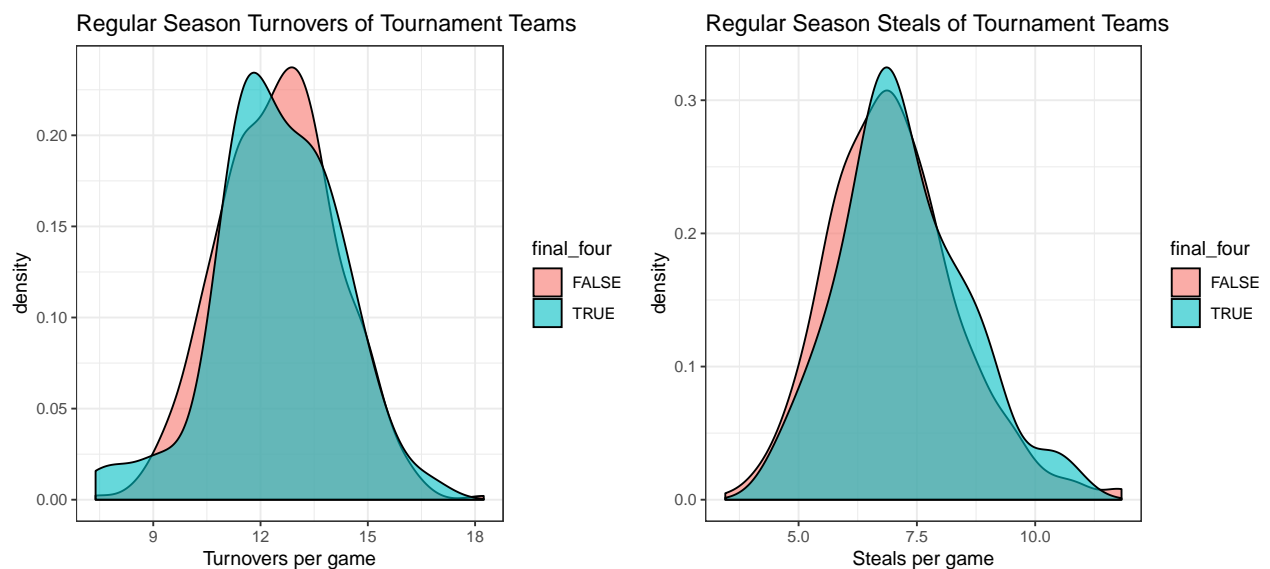 Regular Season Turnovers of Tournament Teams
0.20
0.15
0.10
0.05
0.00
density
9 12 15 18
Turnovers per game
final_four
FALSE
TRUE
Regular Season Steals of Tournament Teams
0.3
0.2
0.1
0.0
density
5.0 7.5 10.0
Steals per game
final_four
FALSE
TRUE